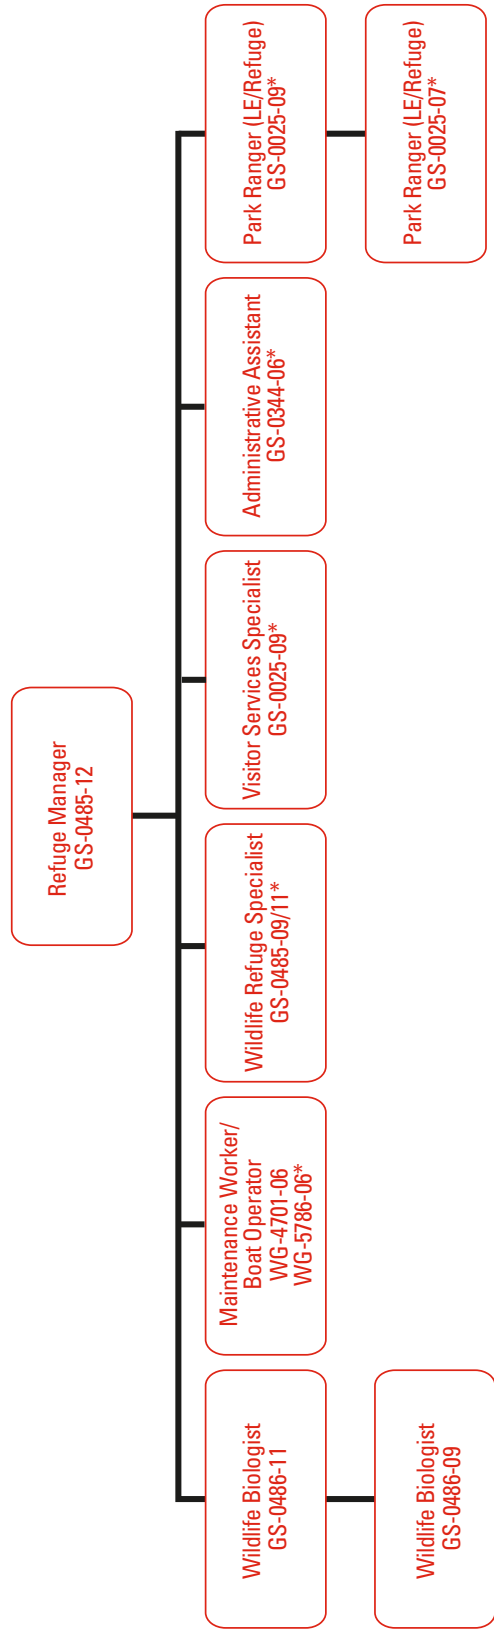 Refuge Manager
GS-0485-12
Wildlife Biologist
GS-0486-11
Maintenance Worker/
Boat Operator
WG-4701-06
WG-5786-06*
Wildlife Refuge Specialist
GS-0485-09/11*
Visitor Services Specialist
GS-0025-09*
Administrative Assistant
GS-0344-06*
Park Ranger (LE/Refuge)
GS-0025-09*
Wildlife Biologist
GS-0486-09
Park Ranger (LE/Refuge)
GS-0025-07*